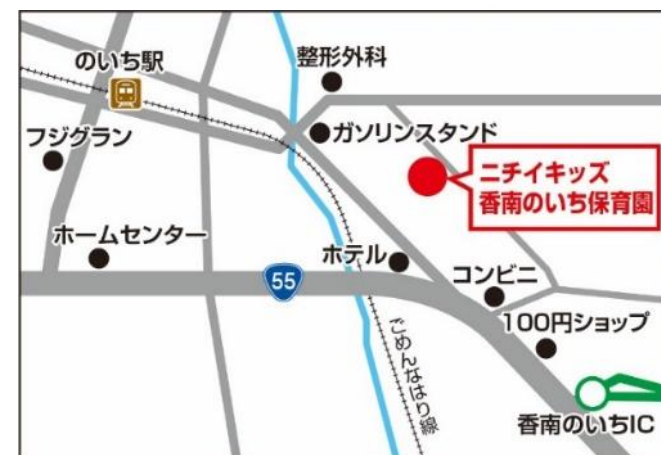 のいち駅
整形外科
フジグラン
ガソリンスタンド
ニチイキッズ
香南のいち保育園
ホームセンター
ホテル
55
コンビニ
100円ショップ
ごめんなはり線
香南のいちIC